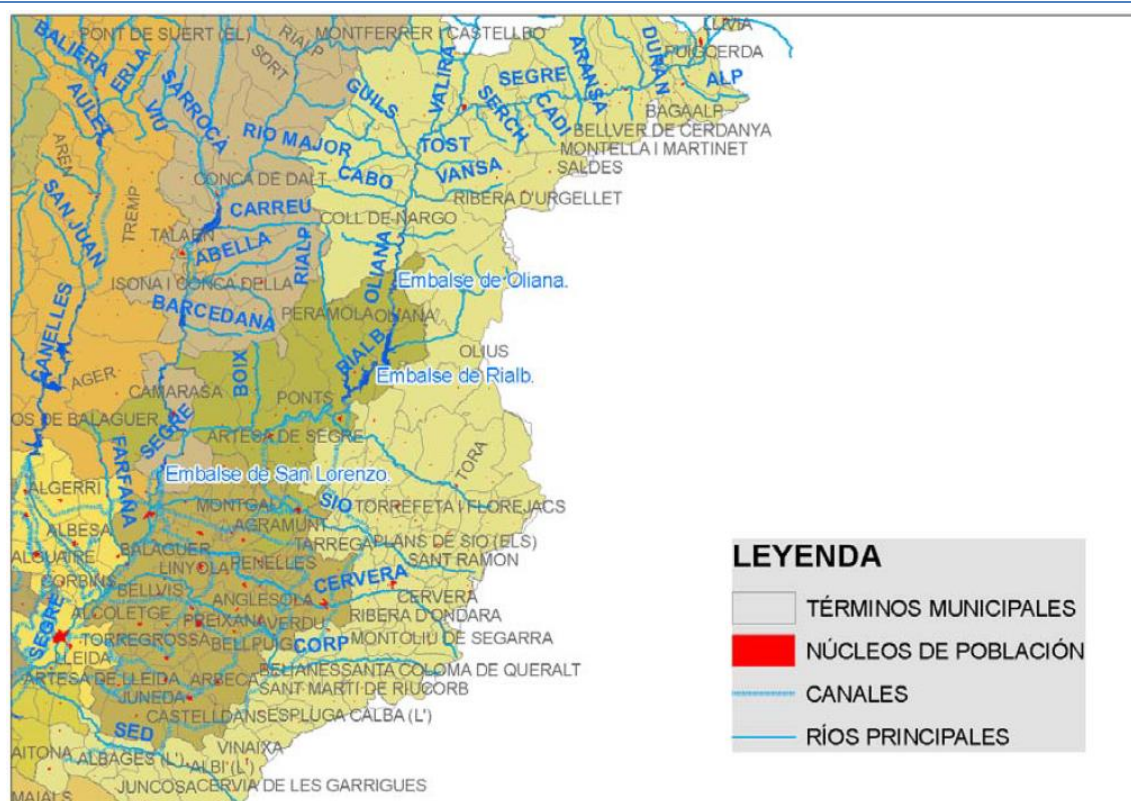 LLIVIA
PONT DE SUERT (EL)
RIALP
MONTFERRER I CASTELLBO
BALIERA
ERLA
SORT
VALIRA
ARANSA
DURAN
PUIGCERDA
SARROCA
VIU
AULET
GUILS
SEGRE
ALP
SERCH
CADI
BAGAALP
BELLVER DE CERDANYA
RIO MAJOR
TOST
MONTELLA I MARTINET
AREN
SALDES
CONCA DE DALT
CABO
VANSA
RIBERA D'URGELLET
SAN JUAN
TREMP
CARREU
COLL DE NARGO
TALARN
ABELLA
RIALP
OLIANA
ISONA I CONCA DELLA
Embalse de Oliana.
CANELLES
BARCEDANA
PERAMOLA
OLIANA
RIALB
OLIUS
BOIX
AGER
Embalse de Rialb.
CAMARASA
PONTS
OS DE BALAGUER
SEGRE
ARTESA DE SEGRE
FARFAÑA
TORA
Embalse de San Lorenzo.
ALGERRI
MONTGAI
SIO
TORREFETA I FLOREJACS
ALBESA
AGRAMUNT
TARREGA
PLANS DE SIO (ELS)
ALGUAIRE
BALAGUER
LINYOLA
PENELLES
SANT RAMON
CORBINS
BELLVIS
CERVERA
ANGLESOLA
CERVERA
SEGRE
ALCOLETGE
PREIXANA
VERDU
RIBERA D'ONDARA
TORREGROSSA
BELLPUIG
CORP
MONTOLIU DE SEGARRA
LLEIDA
BELIANES
SANTA COLOMA DE QUERALT
ARTESA DE LLEIDA
ARBECA
SANT MARTI DE RIUCORB
JUNEDA
CASTELLDANS
ESPLUGA CALBA (L')
SED
VINAIXA
AITONA
ALBAGES (L')
ALBI (L')
JUNCOSA
CERVIA DE LES GARRIGUES
MAIALS
LEYENDA
TÉRMINOS MUNICIPALES
NÚCLEOS DE POBLACIÓN
CANALES
RÍOS PRINCIPALES